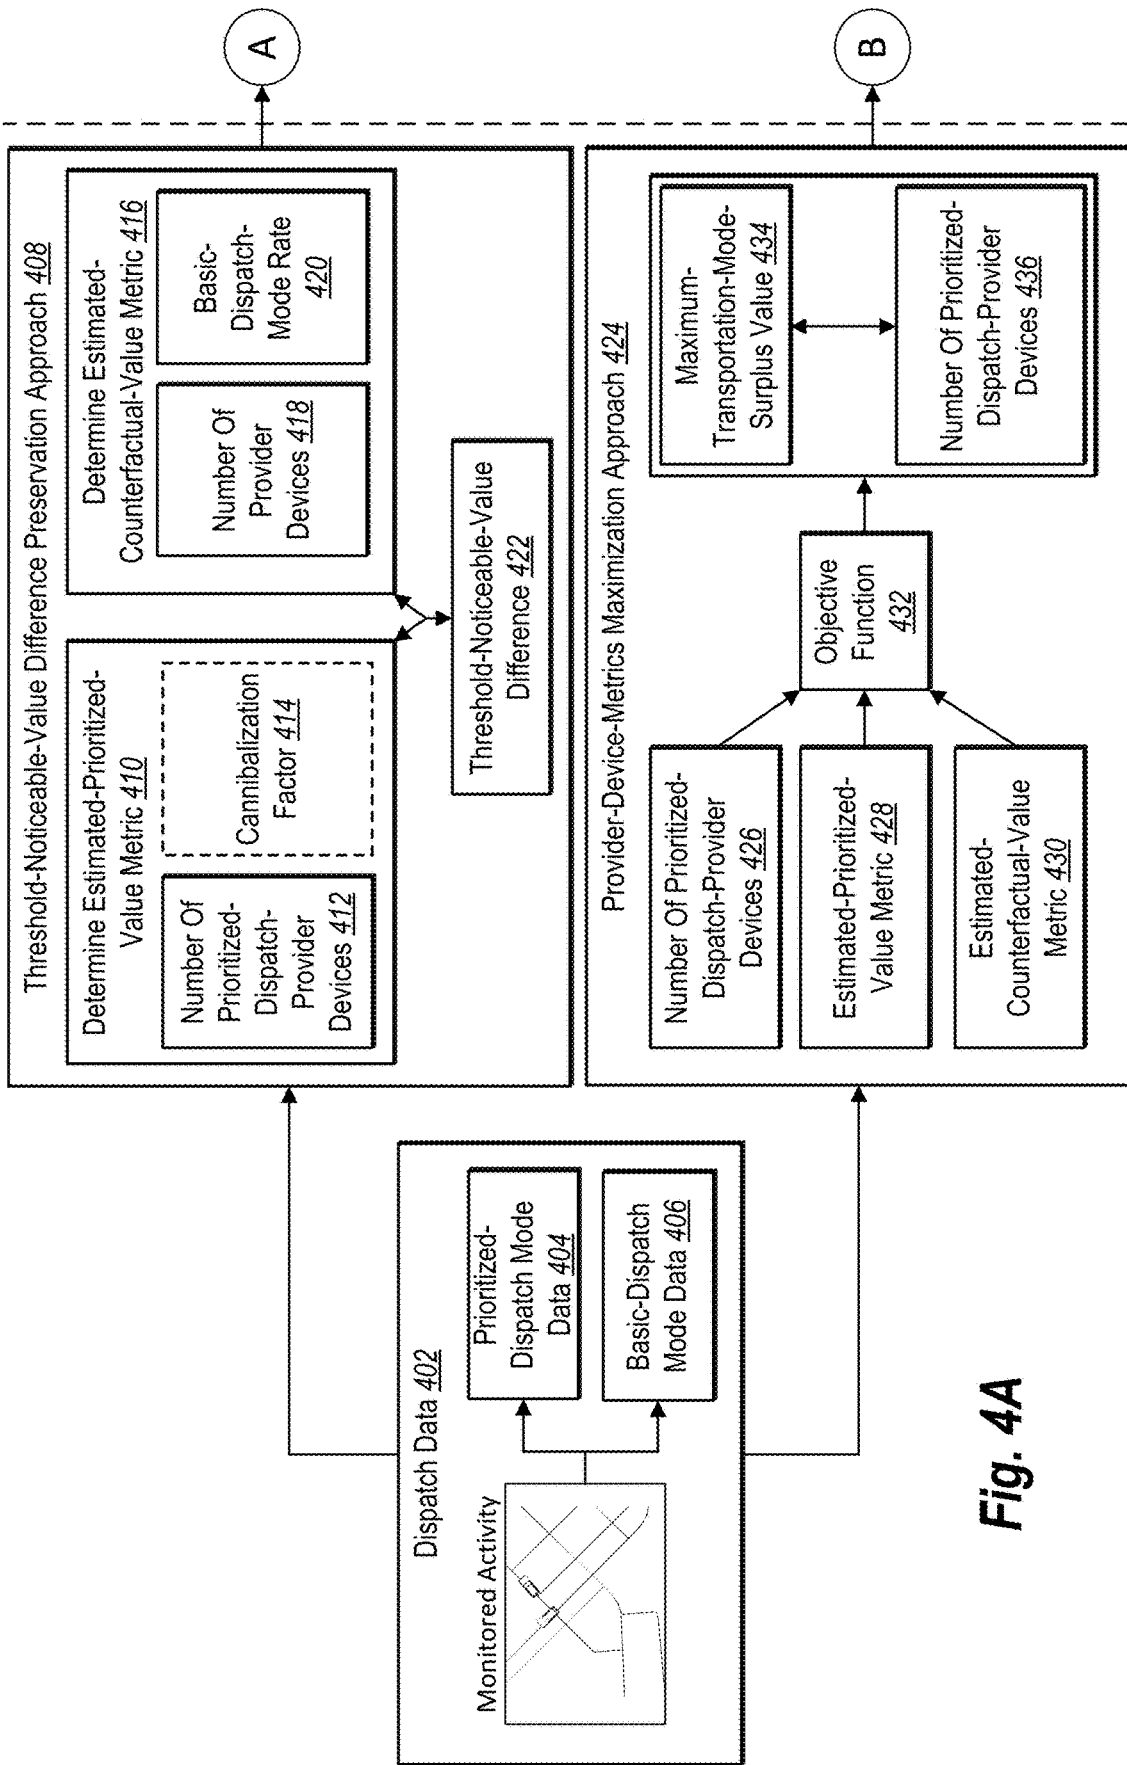 Dispatch Data 402
Monitored Activity
Prioritized-
Dispatch Mode
Data 404
Basic-Dispatch
Mode Data 406
Threshold-Noticeable-Value Difference Preservation Approach 408
Determine Estimated-Prioritized-
Value Metric 410
Number Of
Prioritized-
Dispatch-
Provider
Devices 412
Cannibalization
Factor 414
Determine Estimated-
Counterfactual-Value Metric 416
Number Of
Provider
Devices 418
Basic-
Dispatch-
Mode Rate
420
Threshold-Noticeable-Value
Difference 422
A
Provider-Device-Metrics Maximization Approach 424
Number Of Prioritized-
Dispatch-Provider
Devices 426
Estimated-Prioritized-
Value Metric 428
Estimated-
Counterfactual-Value
Metric 430
Objective
Function
432
Maximum-
Transportation-Mode-
Surplus Value 434
Number Of Prioritized-
Dispatch-Provider
Devices 436
B
Fig. 4A